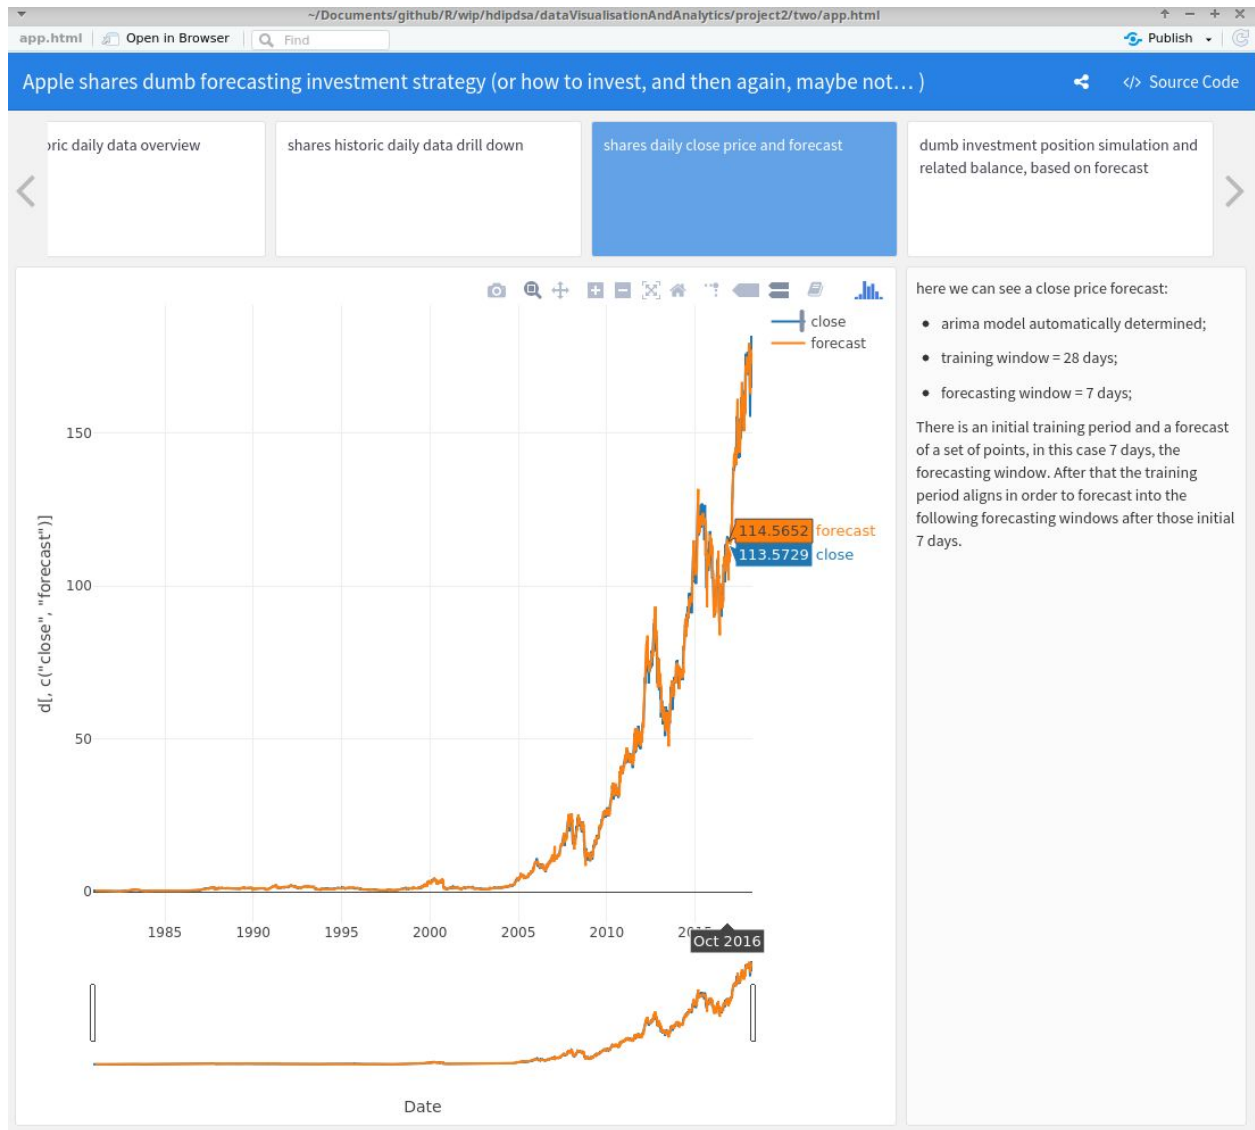 ~/Documents/github/R/wip/hdipdsa/dataVisualisationAndAnalytics/project2/two/app.html
app.html Open in Browser Find Publish
Apple shares dumb forecasting investment strategy (or how to invest, and then again, maybe not... )
</> Source Code
oric daily data overview
shares historic daily data drill down
shares daily close price and forecast
dumb investment position simulation and
related balance, based on forecast
close
forecast
150
100
50
0
d[, c("close", "forecast")]
114.5652 forecast
113.5729 close
1985 1990 1995 2000 2005 2010
Oct 2016
Date
here we can see a close price forecast:
• arima model automatically determined;
• training window = 28 days;
• forecasting window = 7 days;
There is an initial training period and a forecast
of a set of points, in this case 7 days, the
forecasting window. After that the training
period aligns in order to forecast into the
following forecasting windows after those initial
7 days.